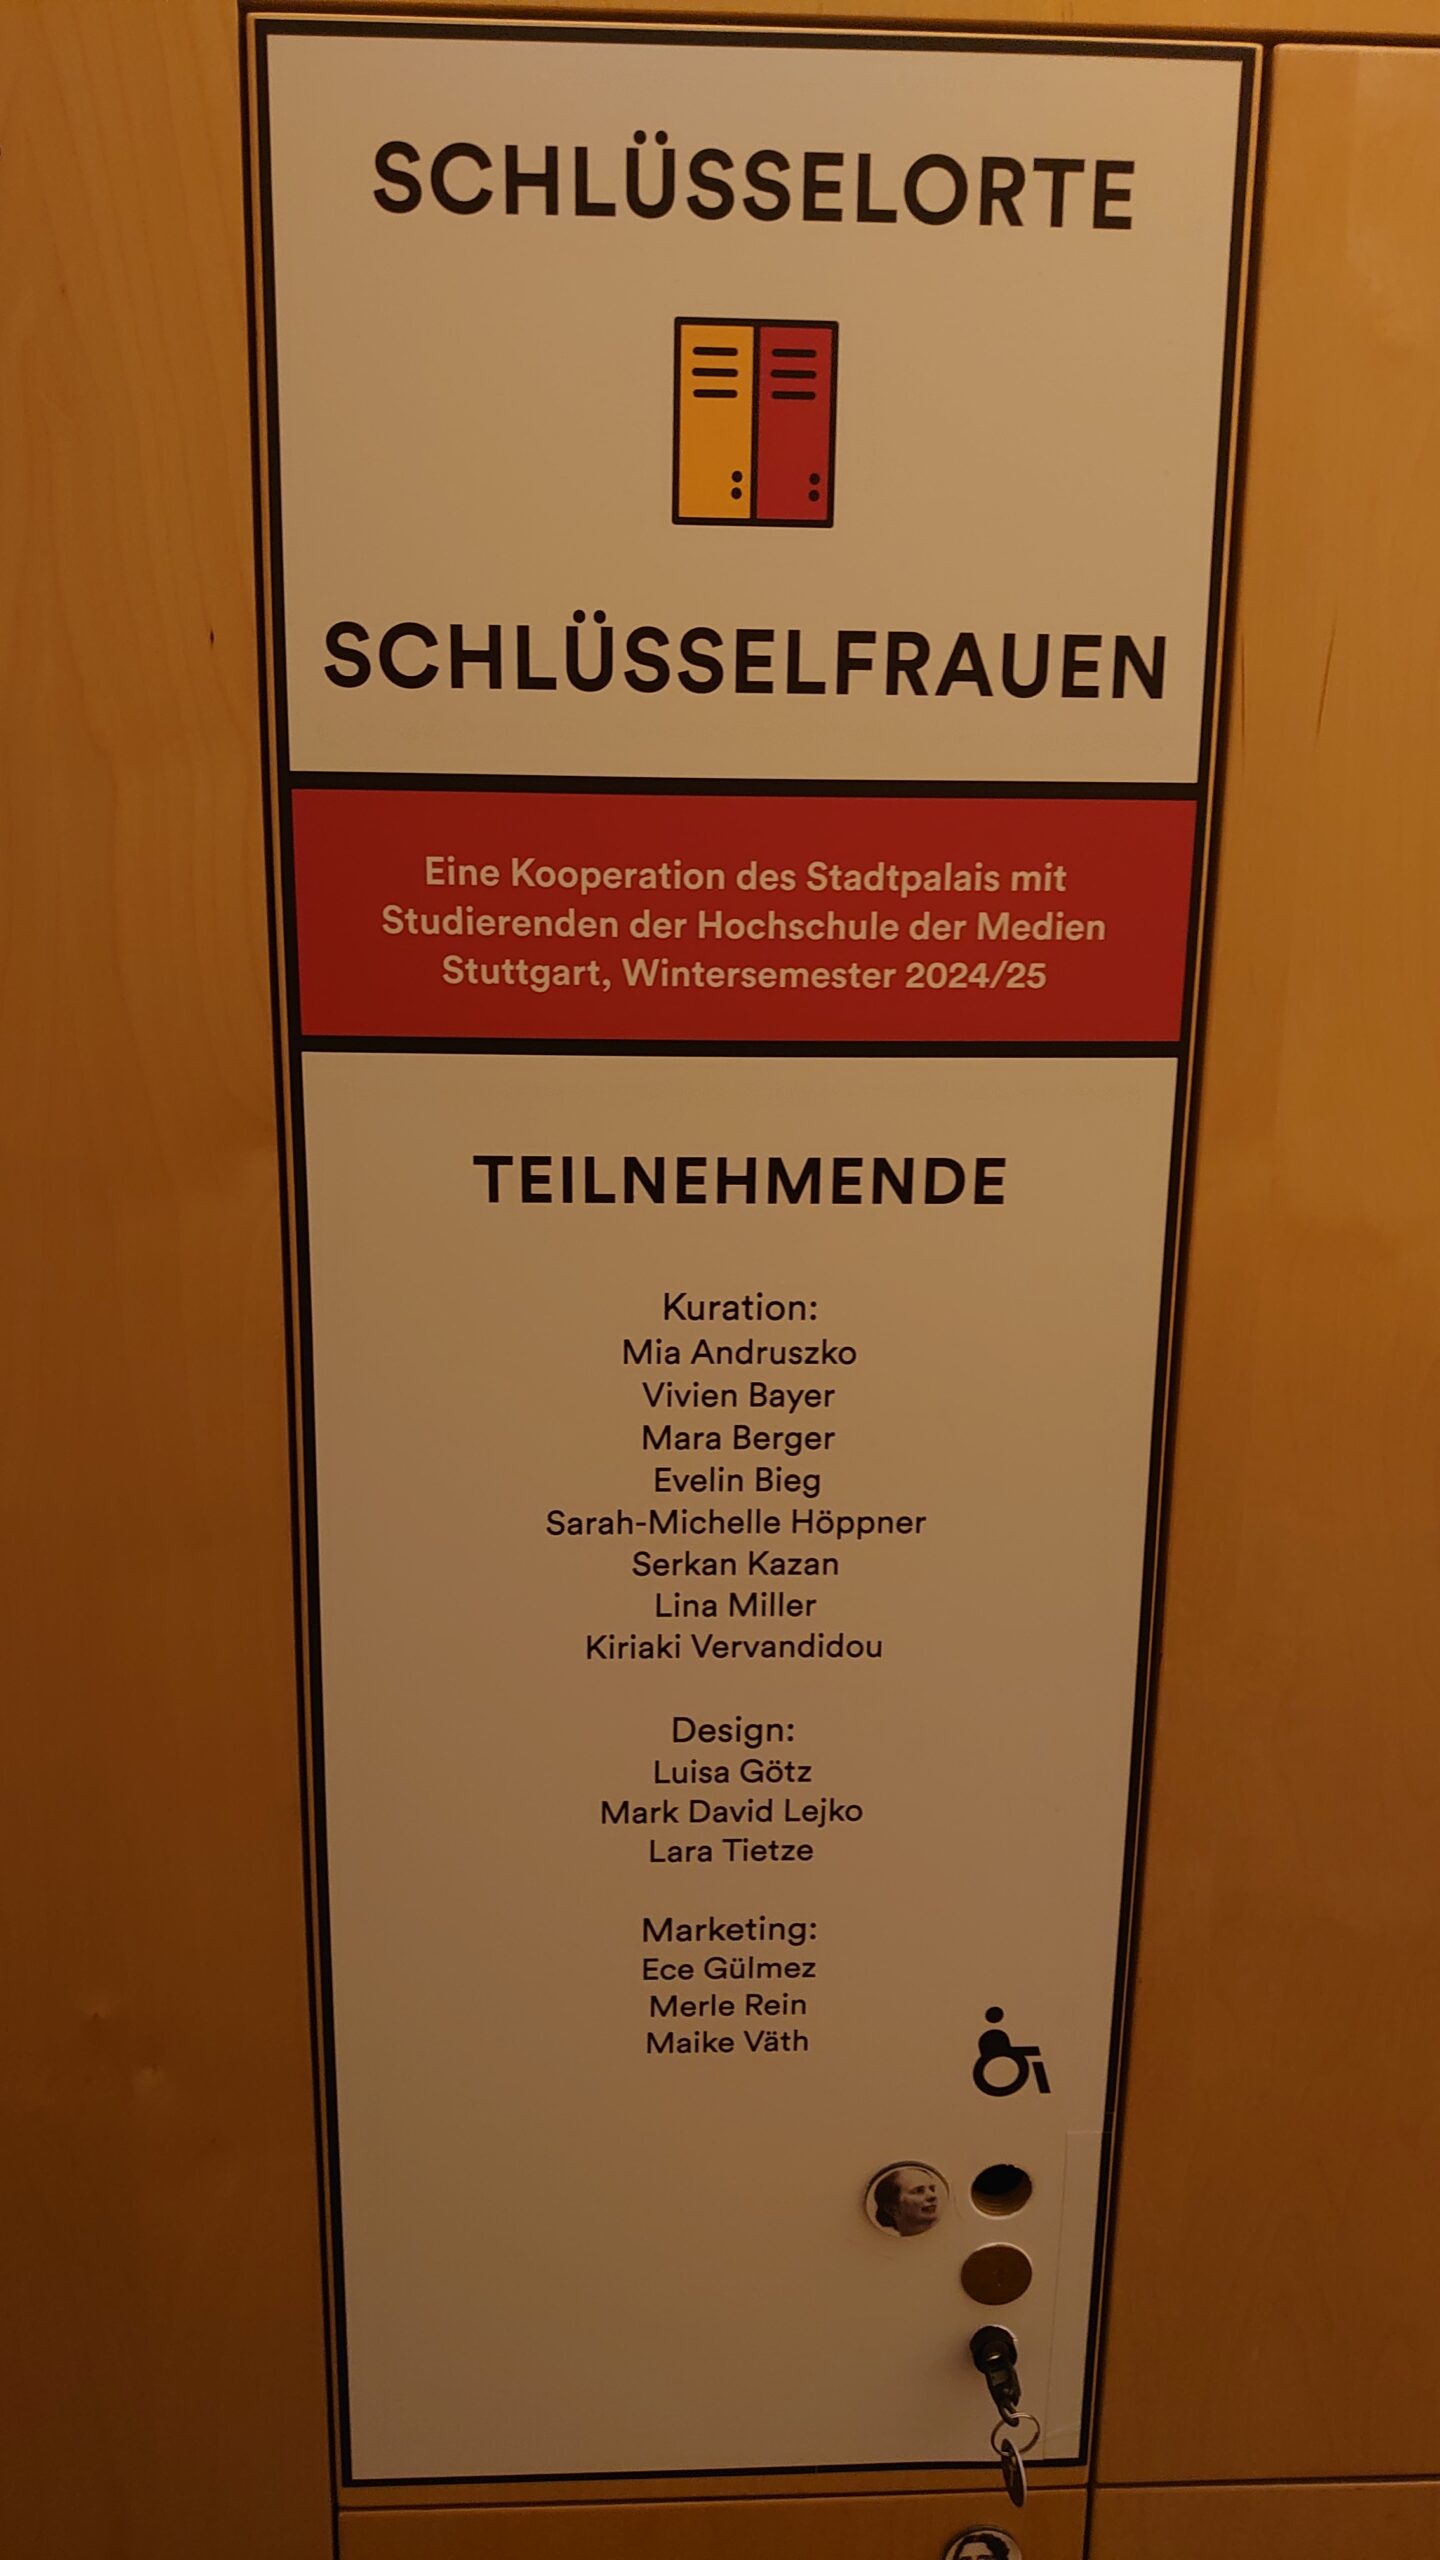 SCHLÜSSELORTE
SCHLÜSSELFRAUEN
Eine Kooperation des Stadtpalais mit
Studierenden der Hochschule der Medien
Stuttgart, Wintersemester 2024/25
TEILNEHMENDE
Kuration:
Mia Andruszko
Vivien Bayer
Mara Berger
Evelin Bieg
Sarah-Michelle Höppner
Serkan Kazan
Lina Miller
Kiriaki Vervandidou
Design:
Luisa Götz
Mark David Lejko
Lara Tietze
Marketing:
Ece Gülmez
Merle Rein
Maike Väth